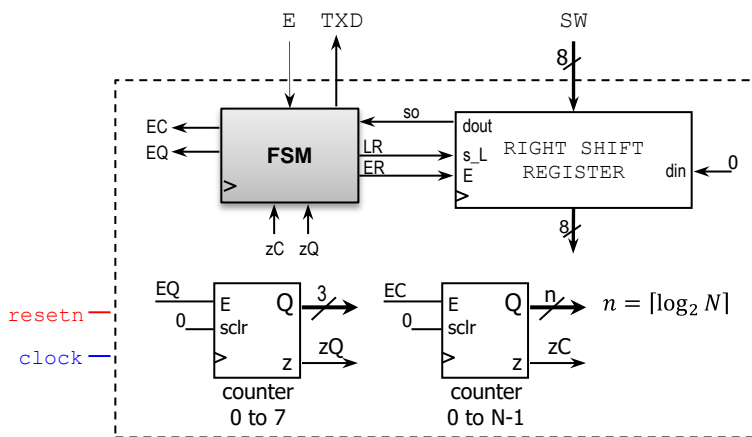 E TXD SW
8
EC
EQ
FSM
so
LR
ER
dout
s_L
E
RIGHT SHIFT
REGISTER
din
0
zC zQ
8
resetn
clock
EQ
0
E
sclr
Q
z
3
zQ
counter
0 to 7
EC
0
E
sclr
Q
z
n
zC
counter
0 to N-1
n = ⌈log₂ N⌉